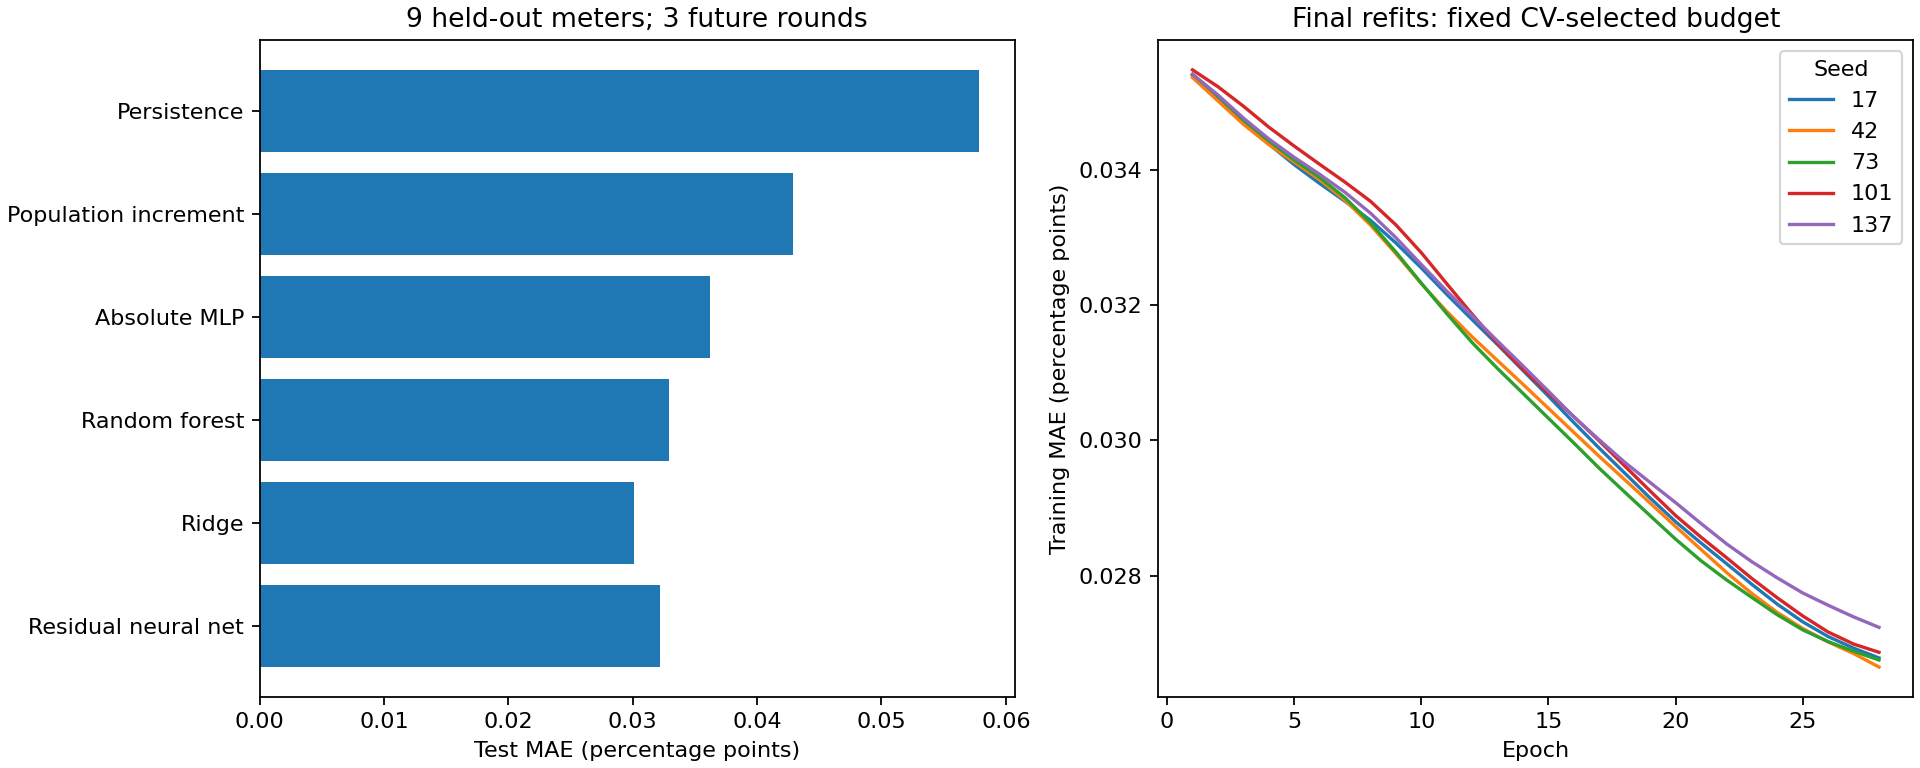 9 held-out meters; 3 future rounds
Persistence
Population increment
Absolute MLP
Random forest
Ridge
Residual neural net
0.00 0.01 0.02 0.03 0.04 0.05 0.06
Test MAE (percentage points)
Final refits: fixed CV-selected budget
Seed
17
42
73
101
137
0.034
0.032
0.030
0.028
Training MAE (percentage points)
0 5 10 15 20 25
Epoch